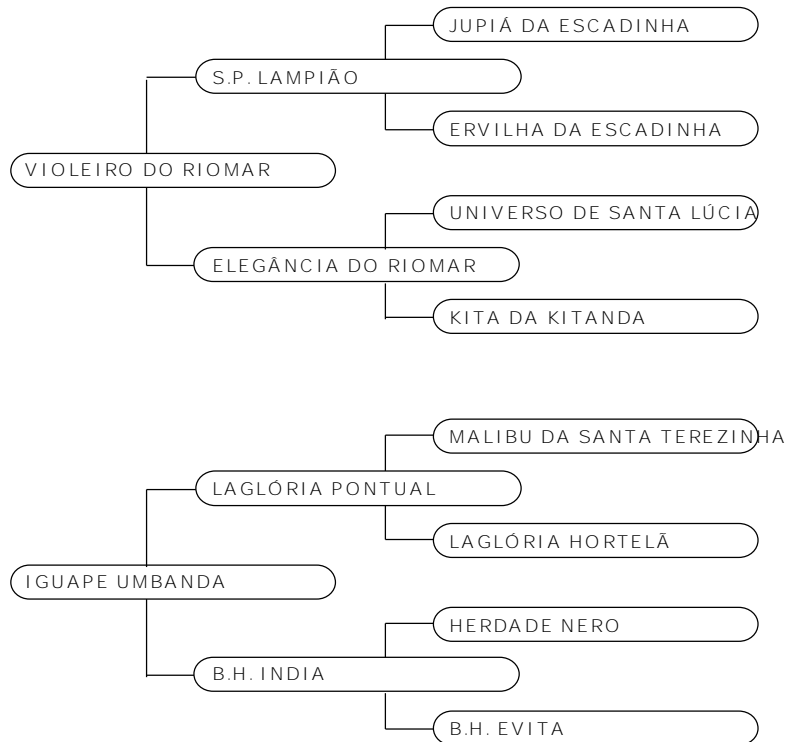 JUPIÁ DA ESCADINHA
S.P. LAMPIÃO
ERVILHA DA ESCADINHA
VIOLEIRO DO RIOMAR
UNIVERSO DE SANTA LÚCIA
ELEGÂNCIA DO RIOMAR
KITA DA KITANDA
MALIBU DA SANTA TEREZINHA
LAGLÓRIA PONTUAL
LAGLÓRIA HORTELÃ
IGUAPE UMBANDA
HERDADE NERO
B.H. INDIA
B.H. EVITA